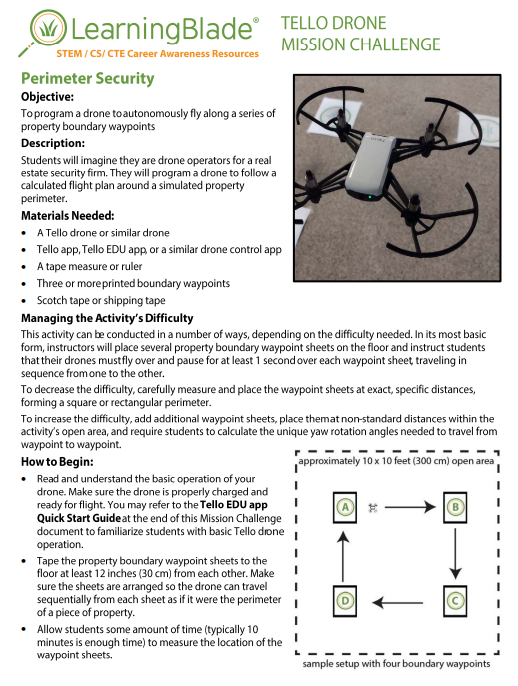 LearningBlade®
STEM / CS/ CTE Career Awareness Resources
TELLO DRONE
MISSION CHALLENGE
Perimeter Security
Objective:
To program a drone to autonomously fly along a series of
property boundary waypoints
Description:
Students will imagine they are drone operators for a real
estate security firm. They will program a drone to follow a
calculated flight plan around a simulated property
perimeter.
Materials Needed:
• A Tello drone or similar drone
• Tello app, Tello EDU app, or a similar drone control app
• A tape measure or ruler
• Three or more printed boundary waypoints
• Scotch tape or shipping tape
Managing the Activity's Difficulty
This activity can be conducted in a number of ways, depending on the difficulty needed. In its most basic
form, instructors will place several property boundary waypoint sheets on the floor and instruct students
that their drones must fly over and pause for at least 1 second over each waypoint sheet, traveling in
sequence from one to the other.
To decrease the difficulty, carefully measure and place the waypoint sheets at exact, specific distances,
forming a square or rectangular perimeter.
To increase the difficulty, add additional waypoint sheets, place them at non-standard distances within the
activity's open area, and require students to calculate the unique yaw rotation angles needed to travel from
waypoint to waypoint.
How to Begin:
• Read and understand the basic operation of your
drone. Make sure the drone is properly charged and
ready for flight. You may refer to the Tello EDU app
Quick Start Guide at the end of this Mission Challenge
document to familiarize students with basic Tello drone
operation.
• Tape the property boundary waypoint sheets to the
floor at least 12 inches (30 cm) from each other. Make
sure the sheets are arranged so the drone can travel
sequentially from each sheet as if it were the perimeter
of a piece of property.
• Allow students some amount of time (typically 10
minutes is enough time) to measure the location of the
waypoint sheets.
approximately 10 x 10 feet (300 cm) open area
A
B
D
C
sample setup with four boundary waypoints